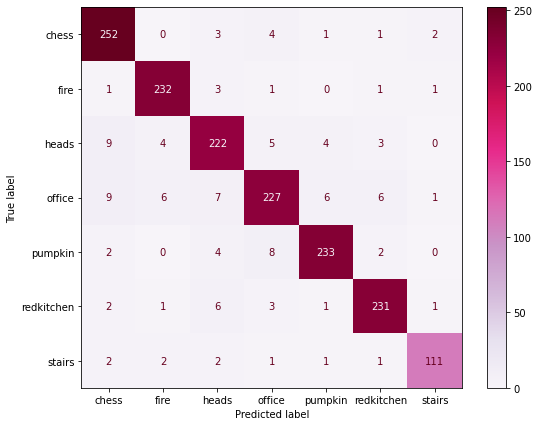 chess 252 0 3 4 1 1 2
fire 1 232 3 1 0 1 1
heads 9 4 222 5 4 3 0
office 9 6 7 227 6 6 1
pumpkin 2 0 4 8 233 2 0
redkitchen 2 1 6 3 1 231 1
stairs 2 2 2 1 1 1 111
chess fire heads office pumpkin redkitchen stairs
Predicted label
True label
250
200
150
100
50
0